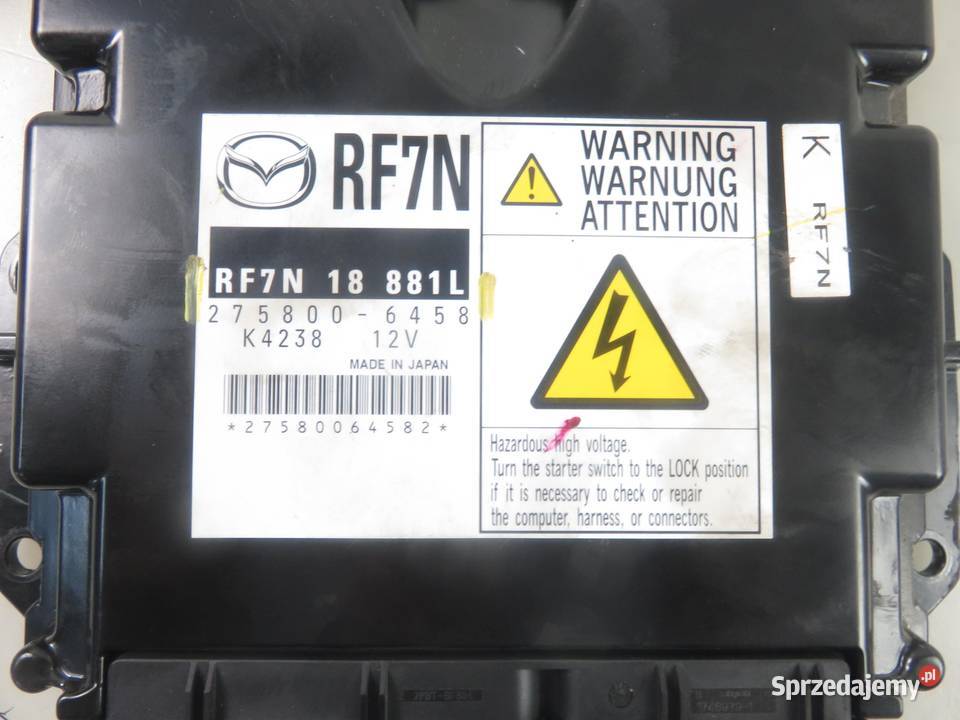 RF7N
RF7N 18 881L
275800-6458
K4238 12V
MADE IN JAPAN
*27580064582*
WARNING
WARNUNG
ATTENTION
Hazardous high voltage.
Turn the starter switch to the LOCK position
if it is necessary to check or repair
the computer, harness, or connectors.
K RF7N
Sprzedajemy.pl